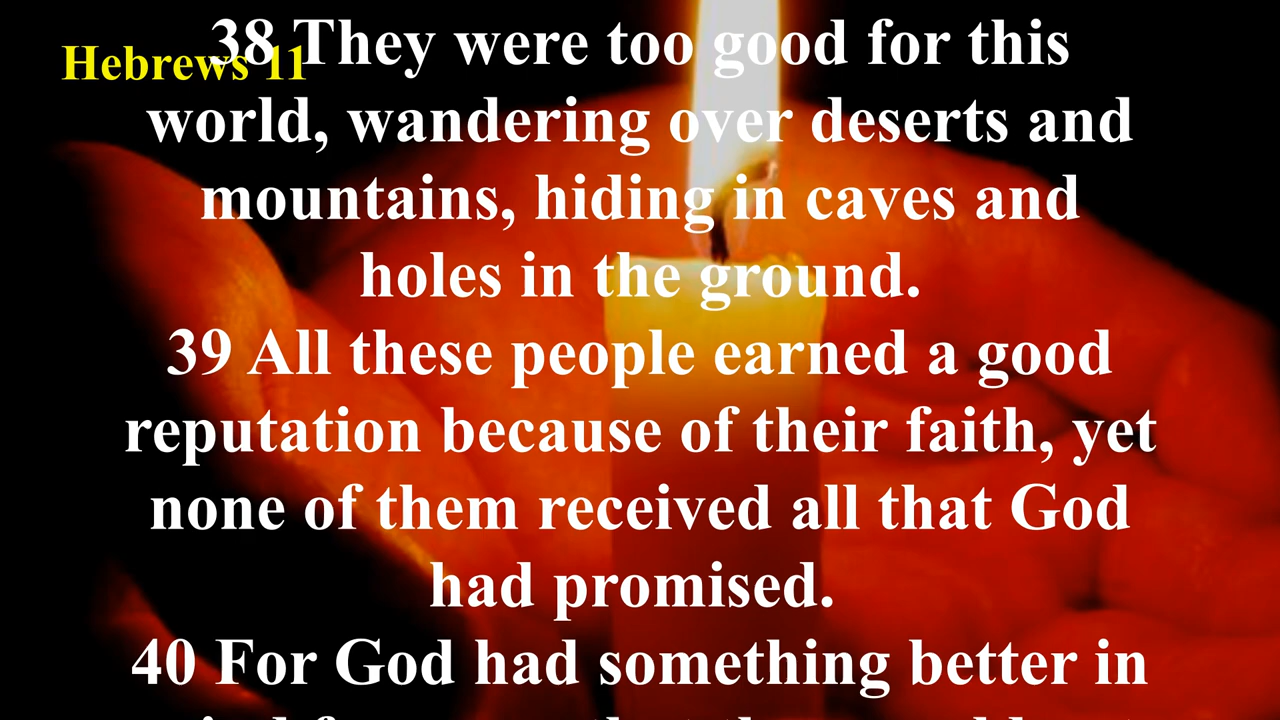 Hebrews 11
38 They were too good for this
world, wandering over deserts and
mountains, hiding in caves and
holes in the ground.
39 All these people earned a good
reputation because of their faith, yet
none of them received all that God
had promised.
40 For God had something better in